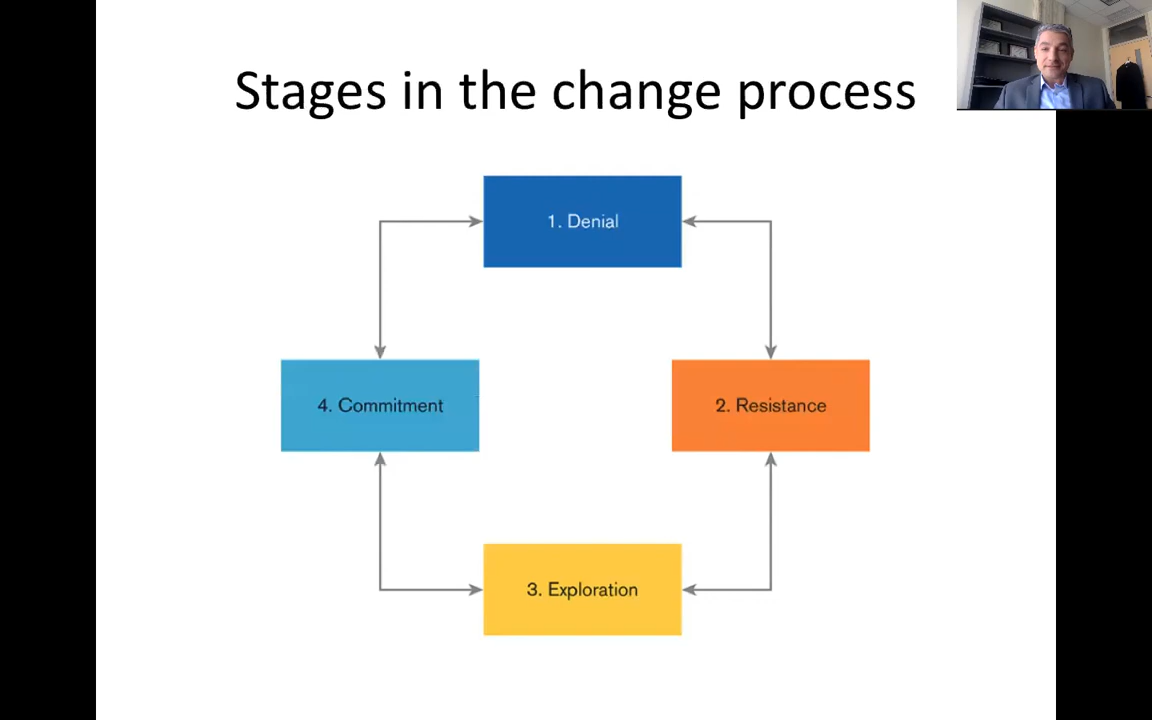 Stages in the change process
1. Denial
4. Commitment
2. Resistance
3. Exploration